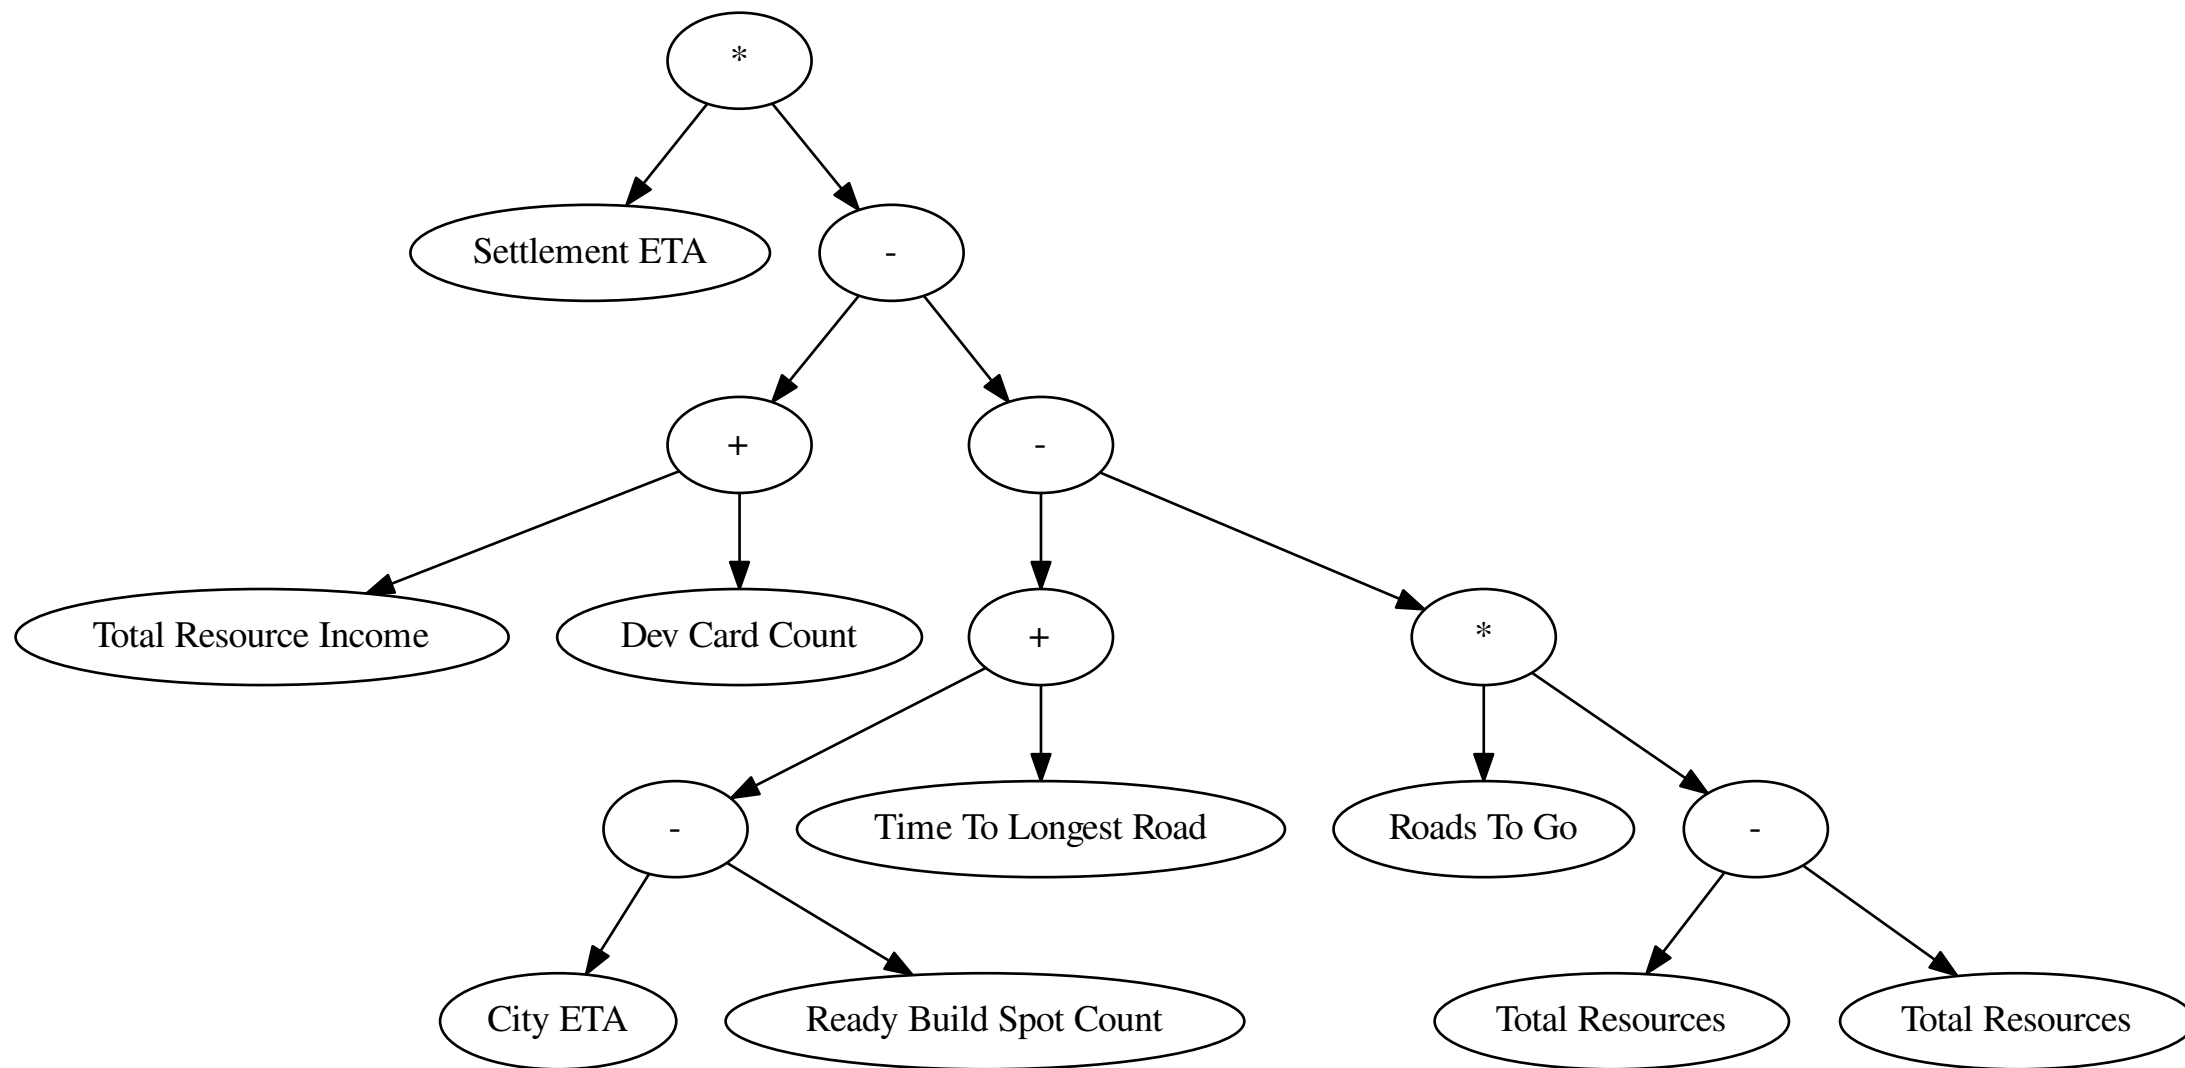 *
Settlement ETA
-
+
-
Total Resource Income
Dev Card Count
+
*
-
Time To Longest Road
Roads To Go
-
City ETA
Ready Build Spot Count
Total Resources
Total Resources